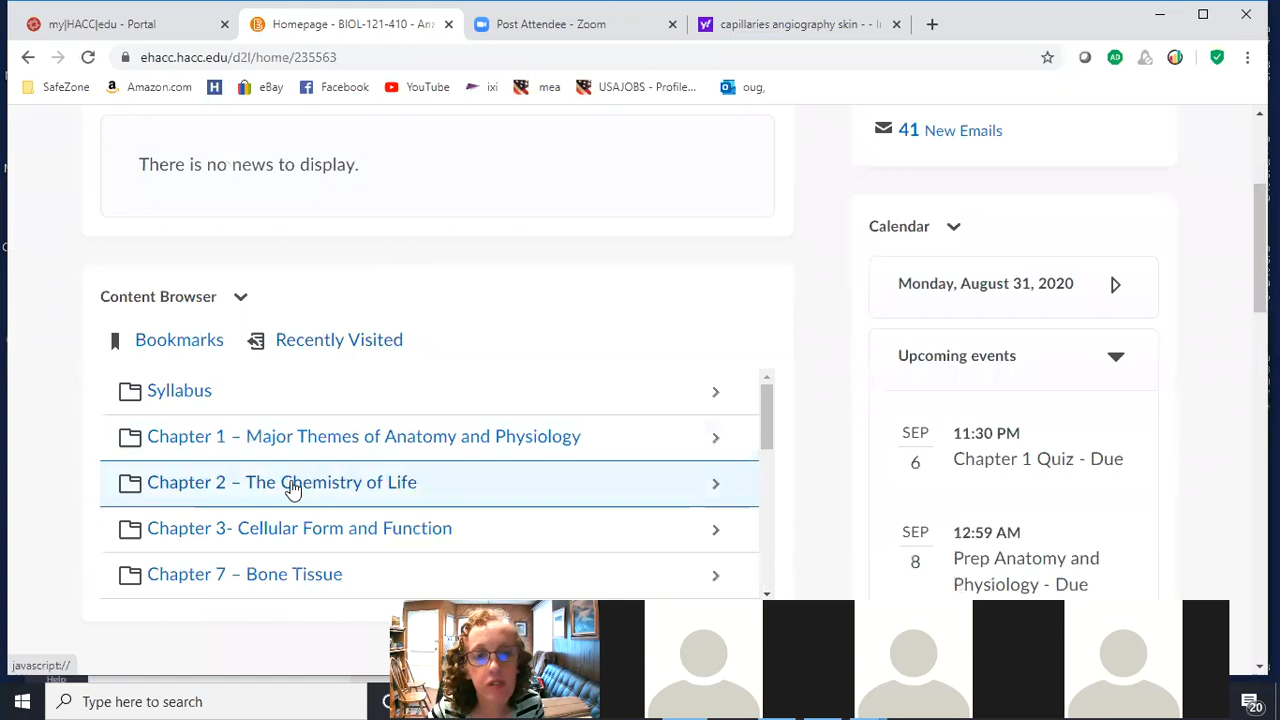 myJHACC|edu - Portal
Homepage - BIOL-121-410 - An
Post Attendee - Zoom
capillaries angiography skin - - I
ehacc.hacc.edu/d2l/home/235563
SafeZone
Amazon.com
H
eBay
Facebook
YouTube
ixi
mea
USAJOBS - Profile...
oug,
There is no news to display.
41 New Emails
Content Browser
Bookmarks
Recently Visited
Syllabus
Chapter 1 – Major Themes of Anatomy and Physiology
Chapter 2 – The Chemistry of Life
Chapter 3- Cellular Form and Function
Chapter 7 – Bone Tissue
Calendar
Monday, August 31, 2020
Upcoming events
SEP
6
11:30 PM
Chapter 1 Quiz - Due
SEP
8
12:59 AM
Prep Anatomy and
Physiology - Due
javascript://
Help
Type here to search
20